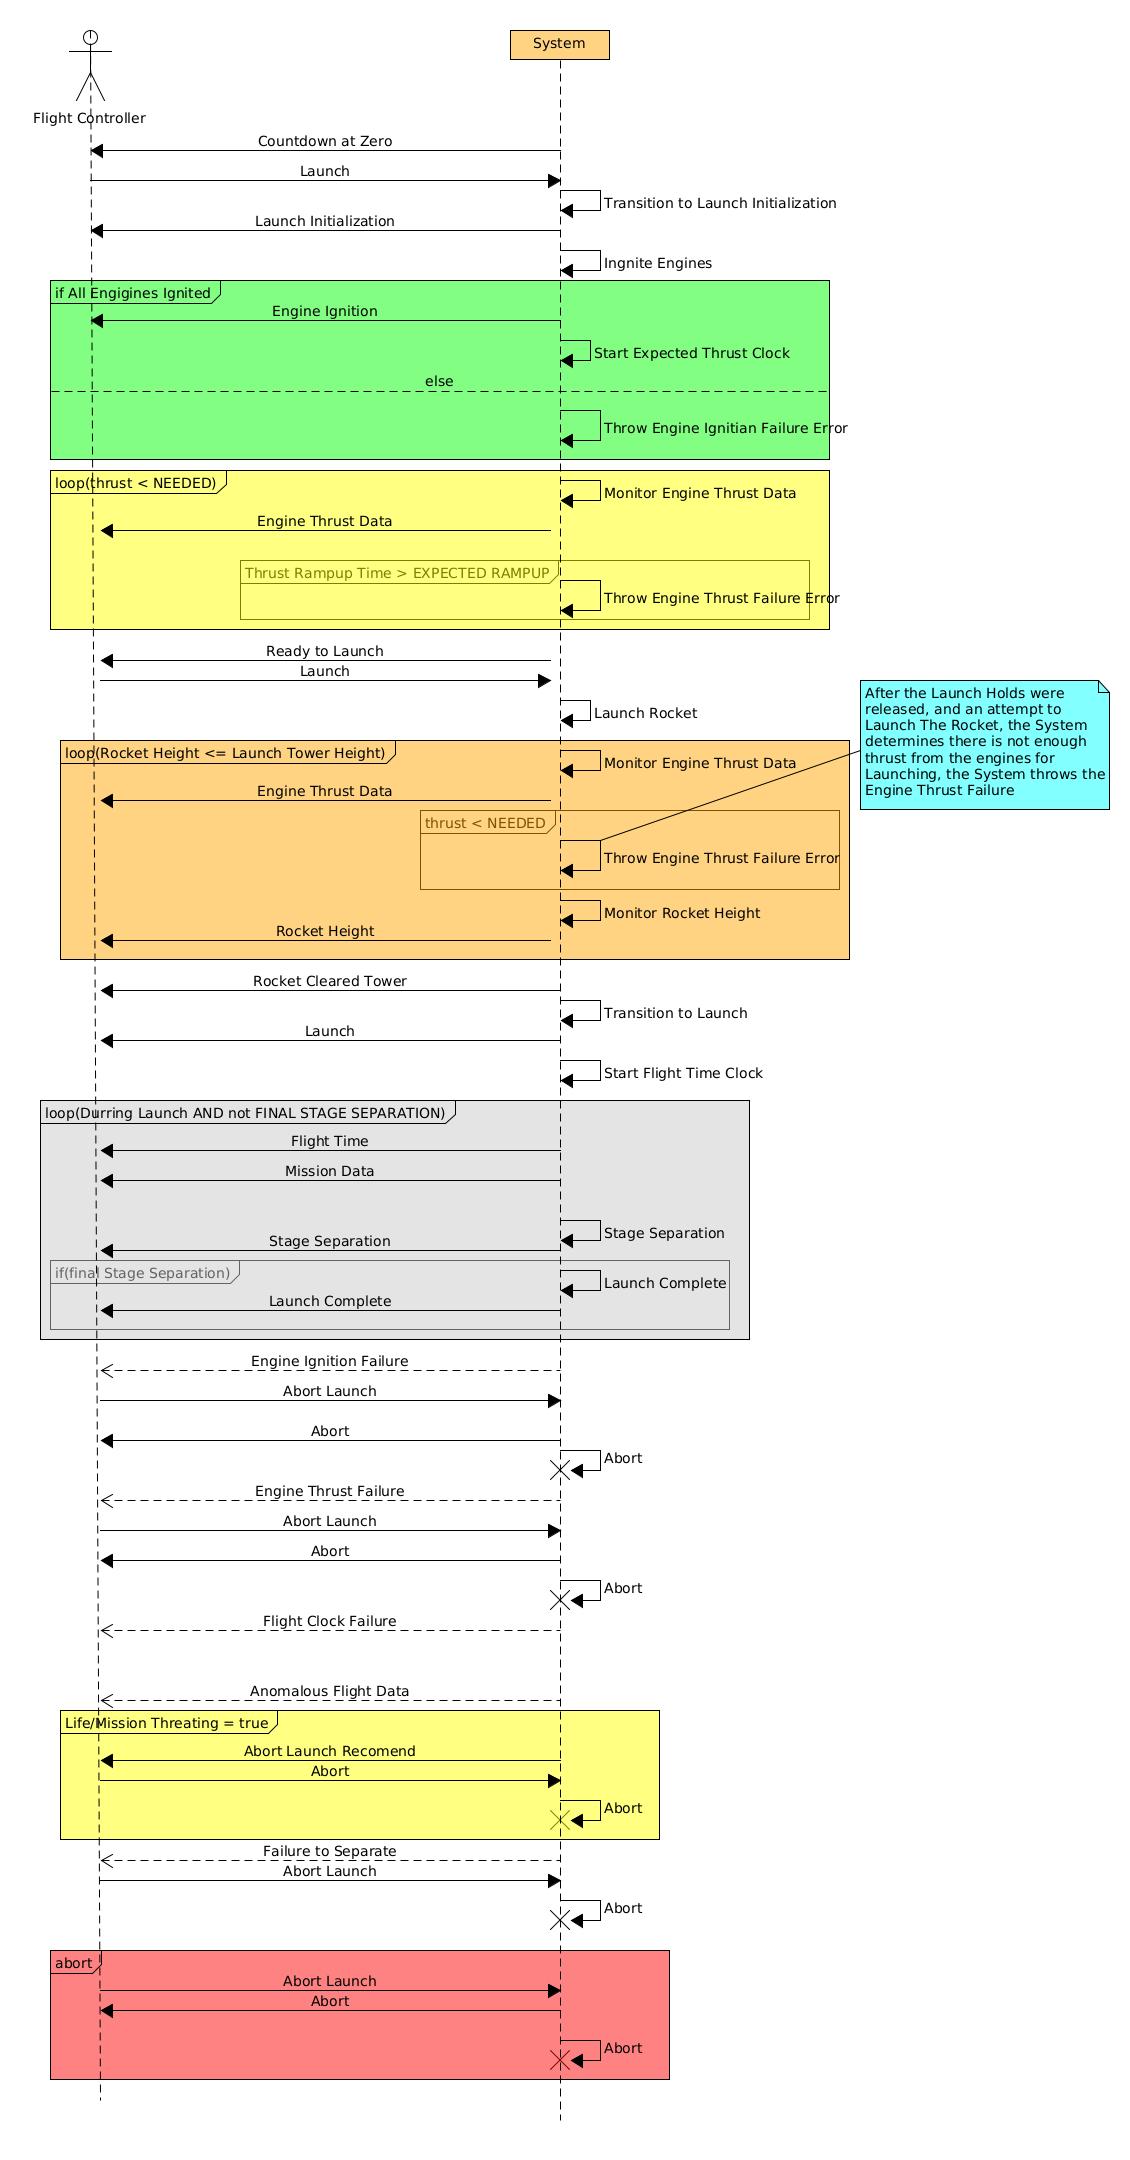 System
Flight Controller
Countdown at Zero
Launch
Transition to Launch Initialization
Launch Initialization
Ingnite Engines
if All Engigines Ignited
Engine Ignition
Start Expected Thrust Clock
else
Throw Engine Ignitian Failure Error
loop(thrust < NEEDED)
Monitor Engine Thrust Data
Engine Thrust Data
Thrust Rampup Time > EXPECTED RAMPUP
Throw Engine Thrust Failure Error
Ready to Launch
Launch
Launch Rocket
After the Launch Holds were
released, and an attempt to
Launch The Rocket, the System
determines there is not enough
thrust from the engines for
Launching, the System throws the
Engine Thrust Failure
loop(Rocket Height <= Launch Tower Height)
Monitor Engine Thrust Data
Engine Thrust Data
thrust < NEEDED
Throw Engine Thrust Failure Error
Monitor Rocket Height
Rocket Height
Rocket Cleared Tower
Transition to Launch
Launch
Start Flight Time Clock
loop(Durring Launch AND not FINAL STAGE SEPARATION)
Flight Time
Mission Data
Stage Separation
Stage Separation
if(final Stage Separation)
Launch Complete
Launch Complete
Engine Ignition Failure
Abort Launch
Abort
Abort
Engine Thrust Failure
Abort Launch
Abort
Abort
Flight Clock Failure
Anomalous Flight Data
Life/Mission Threating = true
Abort Launch Recomend
Abort
Abort
Failure to Separate
Abort Launch
Abort
abort
Abort Launch
Abort
Abort